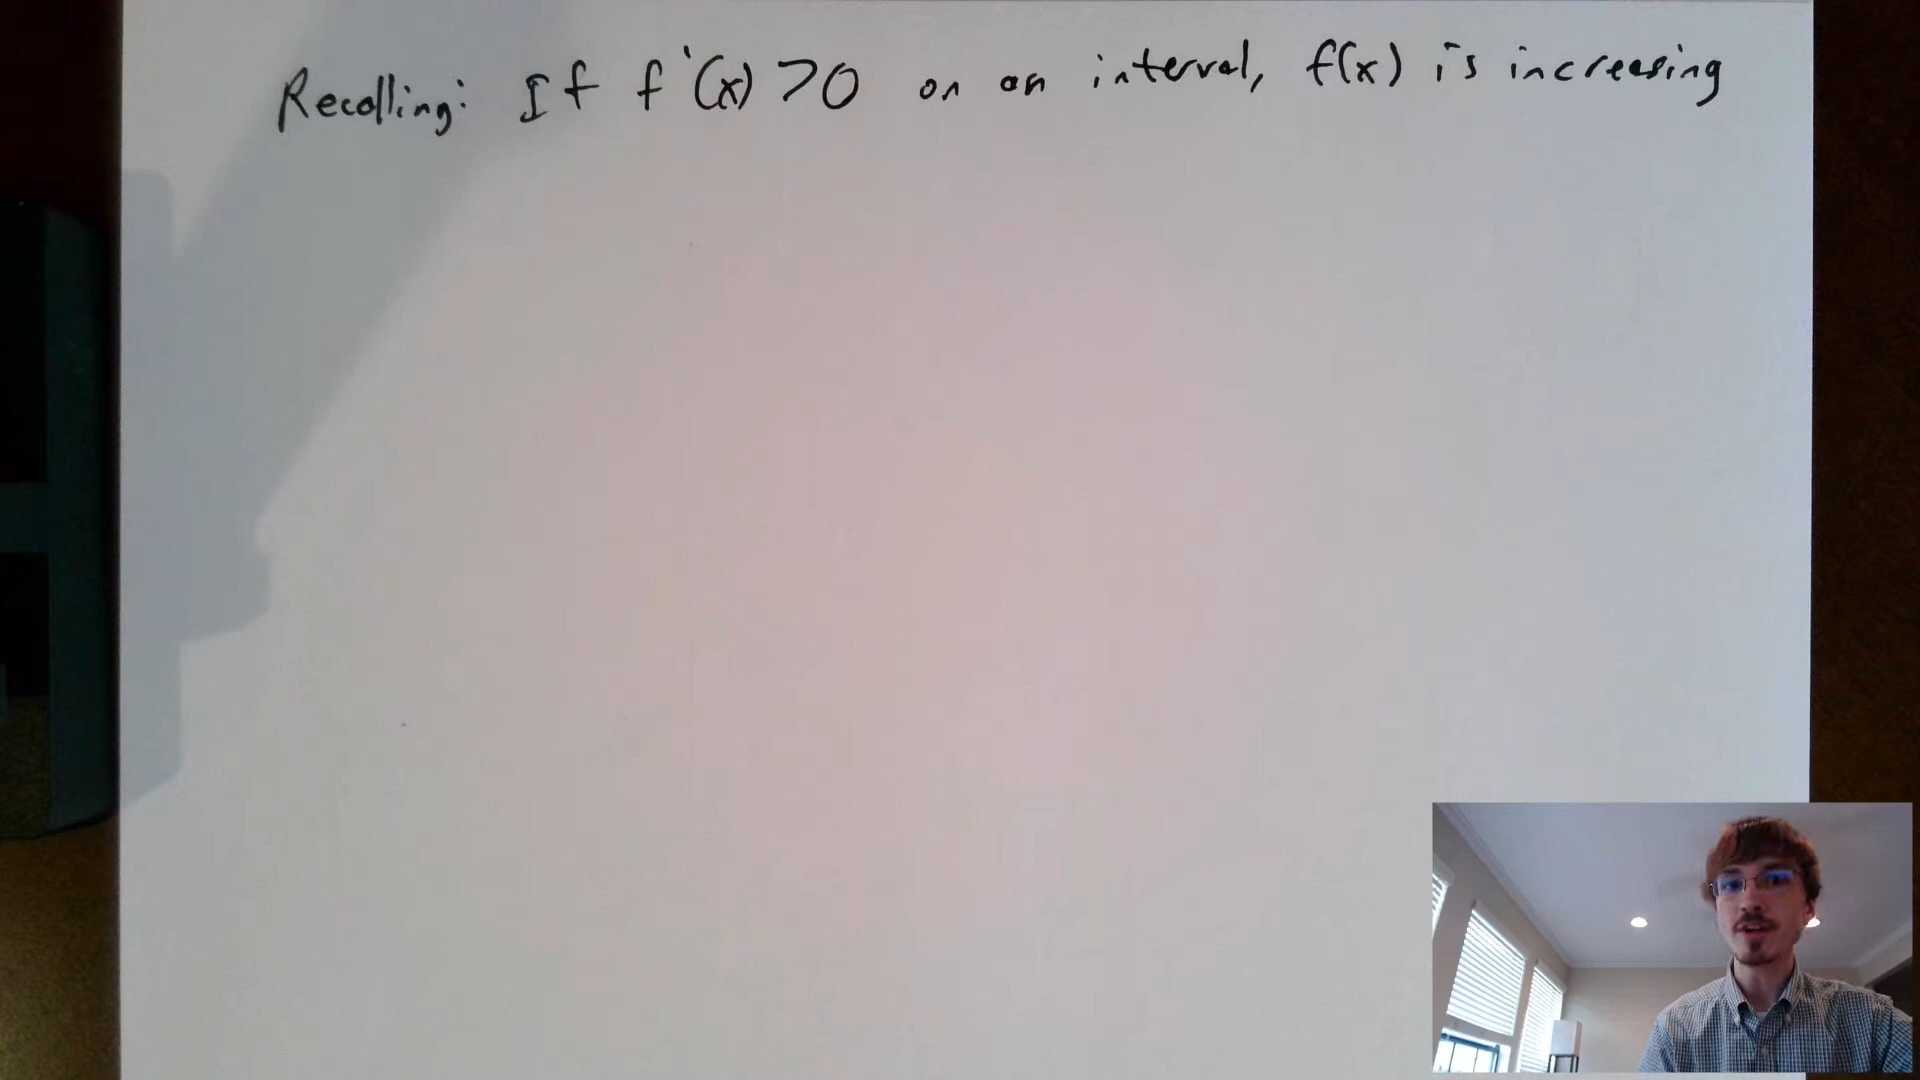 Recalling: If f'(x) >0 on an interval, f(x) is increasing